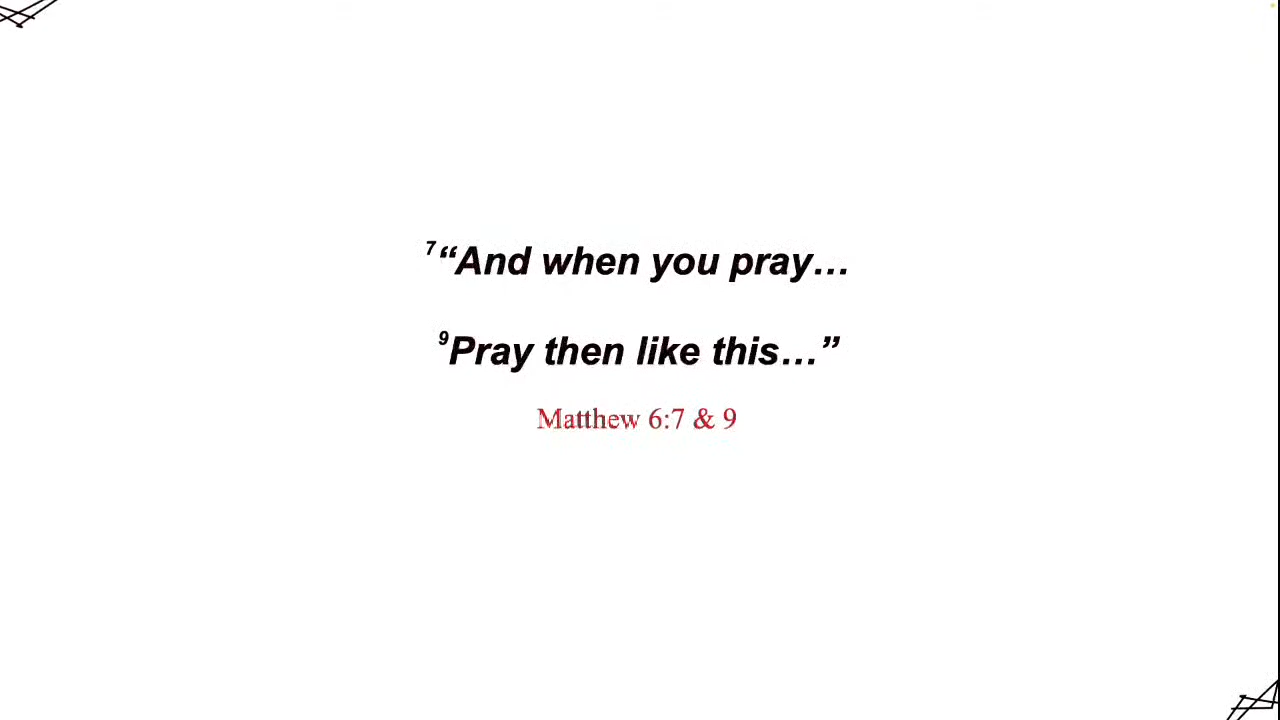 ⁷“And when you pray…
⁹Pray then like this…”
Matthew 6:7 & 9